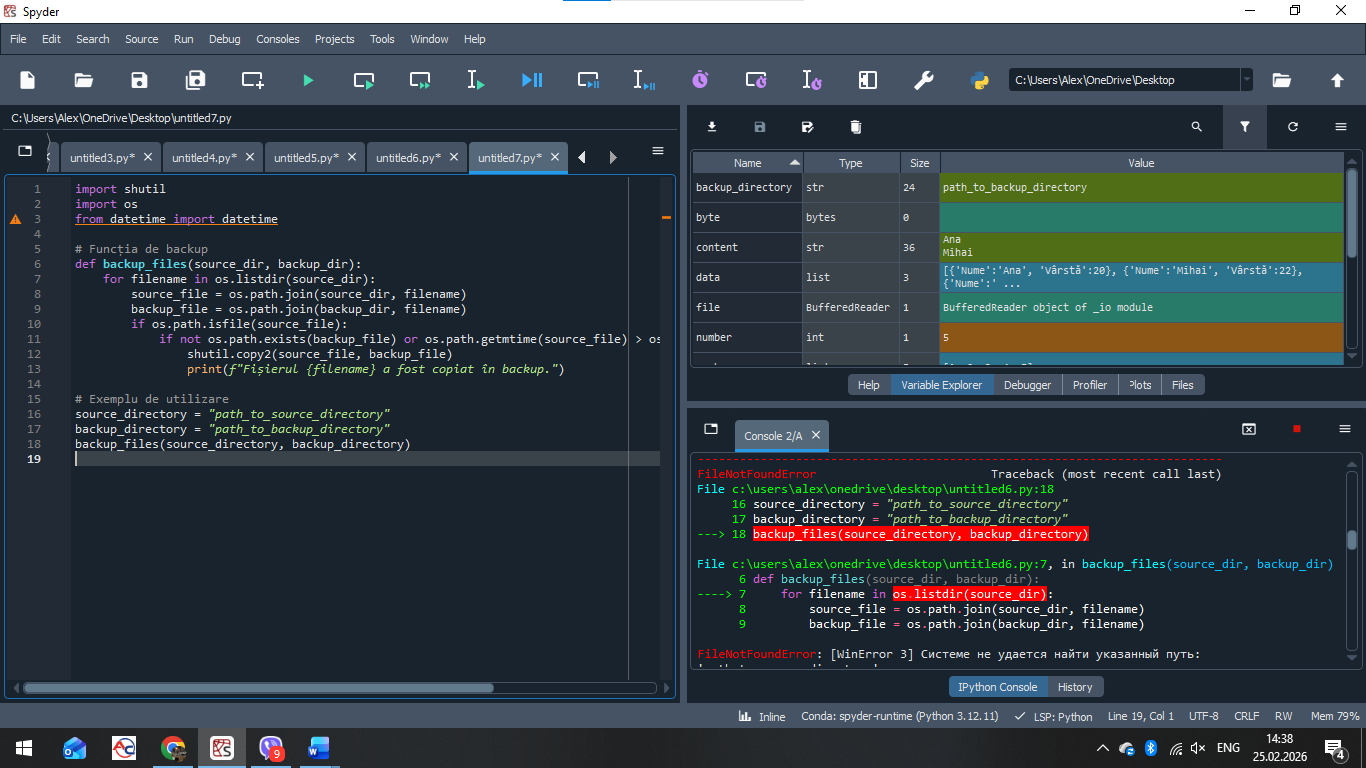 Spyder
File Edit Search Source Run Debug Consoles Projects Tools Window Help
C:\Users\Alex\OneDrive\Desktop
C:\Users\Alex\OneDrive\Desktop\untitled7.py
untitled3.py* untitled4.py* untitled5.py* untitled6.py* untitled7.py*
1 import shutil
2 import os
3 from datetime import datetime
4
5 # Funcția de backup
6 def backup_files(source_dir, backup_dir):
7 for filename in os.listdir(source_dir):
8 source_file = os.path.join(source_dir, filename)
9 backup_file = os.path.join(backup_dir, filename)
10 if os.path.isfile(source_file):
11 if not os.path.exists(backup_file) or os.path.getmtime(source_file) > os
12 shutil.copy2(source_file, backup_file)
13 print(f"Fișierul {filename} a fost copiat în backup.")
14
15 # Exemplu de utilizare
16 source_directory = "path_to_source_directory"
17 backup_directory = "path_to_backup_directory"
18 backup_files(source_directory, backup_directory)
19
Name Type Size Value
backup_directory str 24 path_to_backup_directory
byte bytes 0
content str 36 Ana
Mihai
data list 3 [{'Nume':'Ana', 'Vârstă':20}, {'Nume':'Mihai', 'Vârstă':22},
{'Nume':' ...
file BufferedReader 1 BufferedReader object of _io module
number int 1 5
Help Variable Explorer Debugger Profiler Plots Files
Console 2/A
---------------------------------------------------------------------------
FileNotFoundError Traceback (most recent call last)
File c:\users\alex\onedrive\desktop\untitled6.py:18
16 source_directory = "path_to_source_directory"
17 backup_directory = "path_to_backup_directory"
---> 18 backup_files(source_directory, backup_directory)
File c:\users\alex\onedrive\desktop\untitled6.py:7, in backup_files(source_dir, backup_dir)
6 def backup_files(source_dir, backup_dir):
----> 7 for filename in os.listdir(source_dir):
8 source_file = os.path.join(source_dir, filename)
9 backup_file = os.path.join(backup_dir, filename)
FileNotFoundError: [WinError 3] Системе не удается найти указанный путь:
IPython Console History
Inline Conda: spyder-runtime (Python 3.12.11) LSP: Python Line 19, Col 1 UTF-8 CRLF RW Mem 79%
9
ENG
14:38
25.02.2026
4